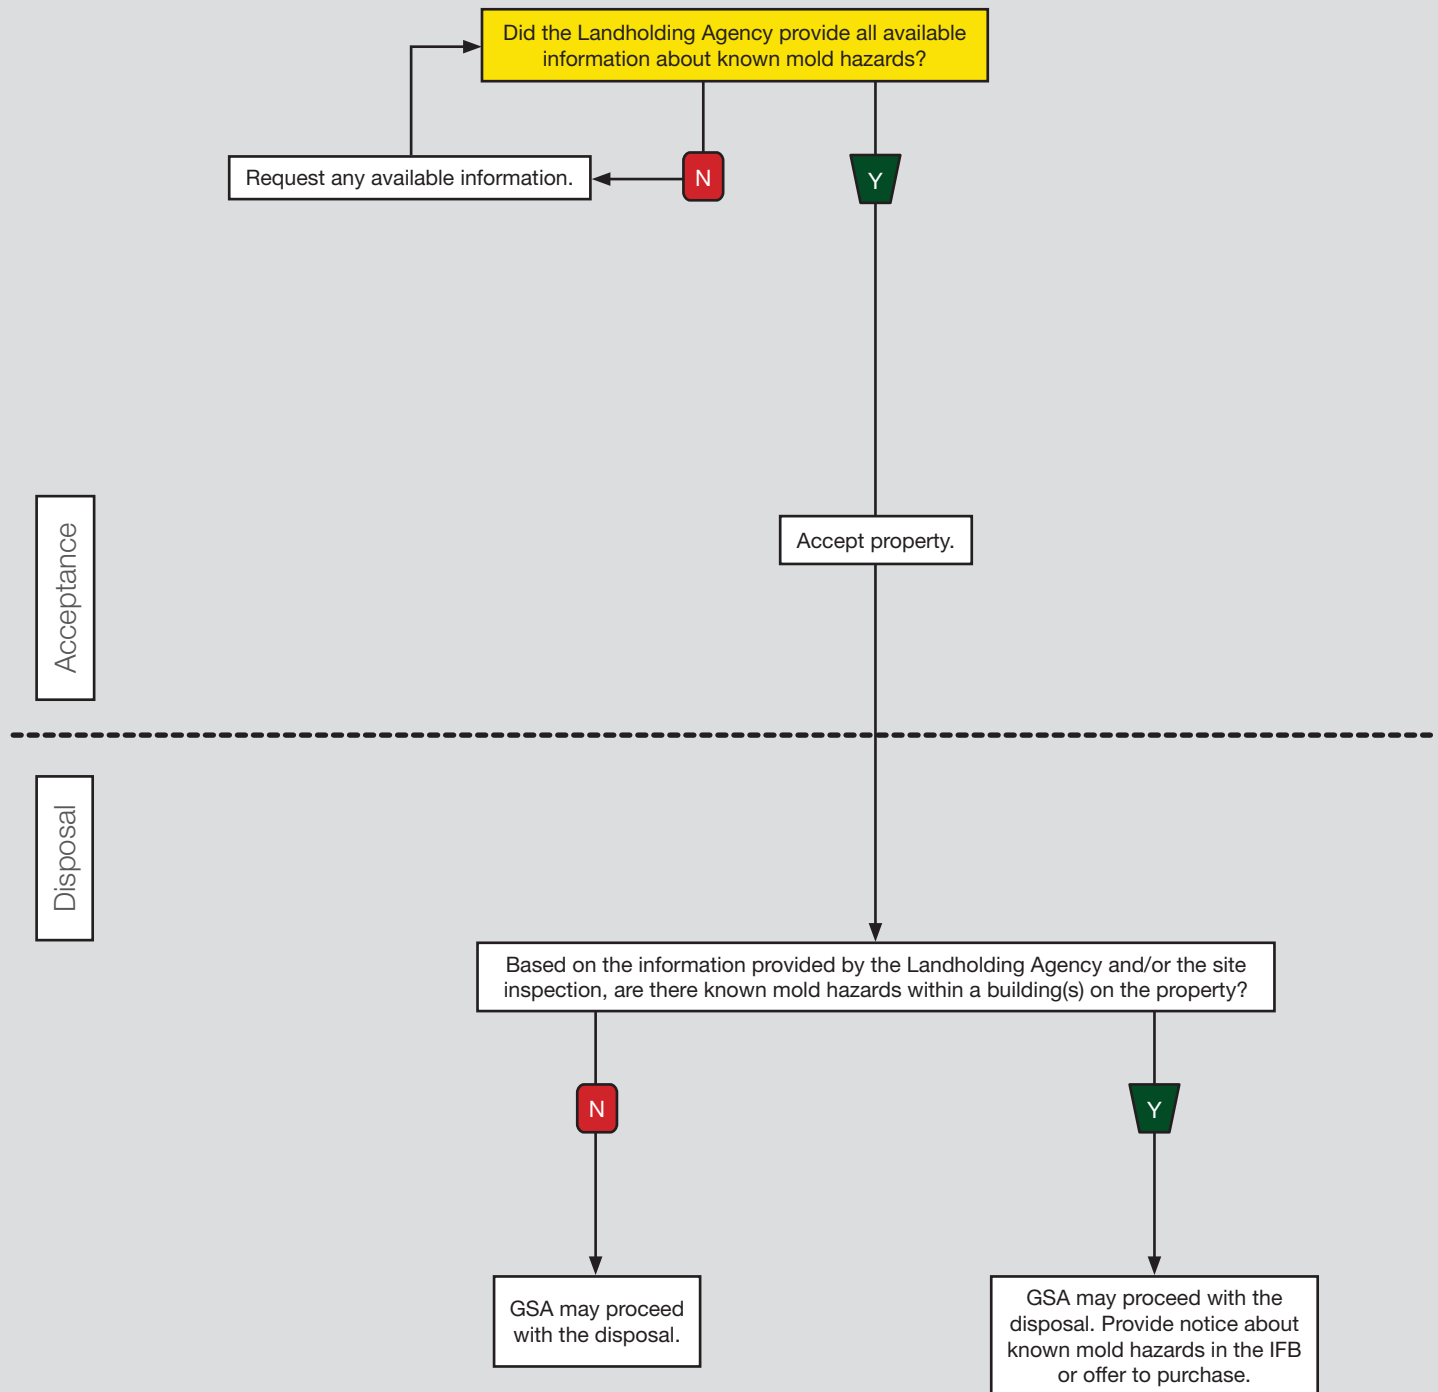 Did the Landholding Agency provide all available
information about known mold hazards?
Request any available information.
N
Y
Accept property.
Acceptance
Disposal
Based on the information provided by the Landholding Agency and/or the site
inspection, are there known mold hazards within a building(s) on the property?
N
Y
GSA may proceed
with the disposal.
GSA may proceed with the
disposal. Provide notice about
known mold hazards in the IFB
or offer to purchase.